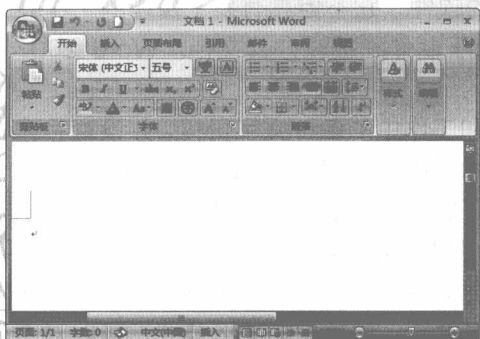 文档 1 - Microsoft Word
开始 插入 页面布局 引用 邮件 审阅 视图
宋体 (中文正 五号
粘贴 样式 编辑
剪贴板 字体 段落
页面: 1/1 字数: 0 中文(中国) 插入